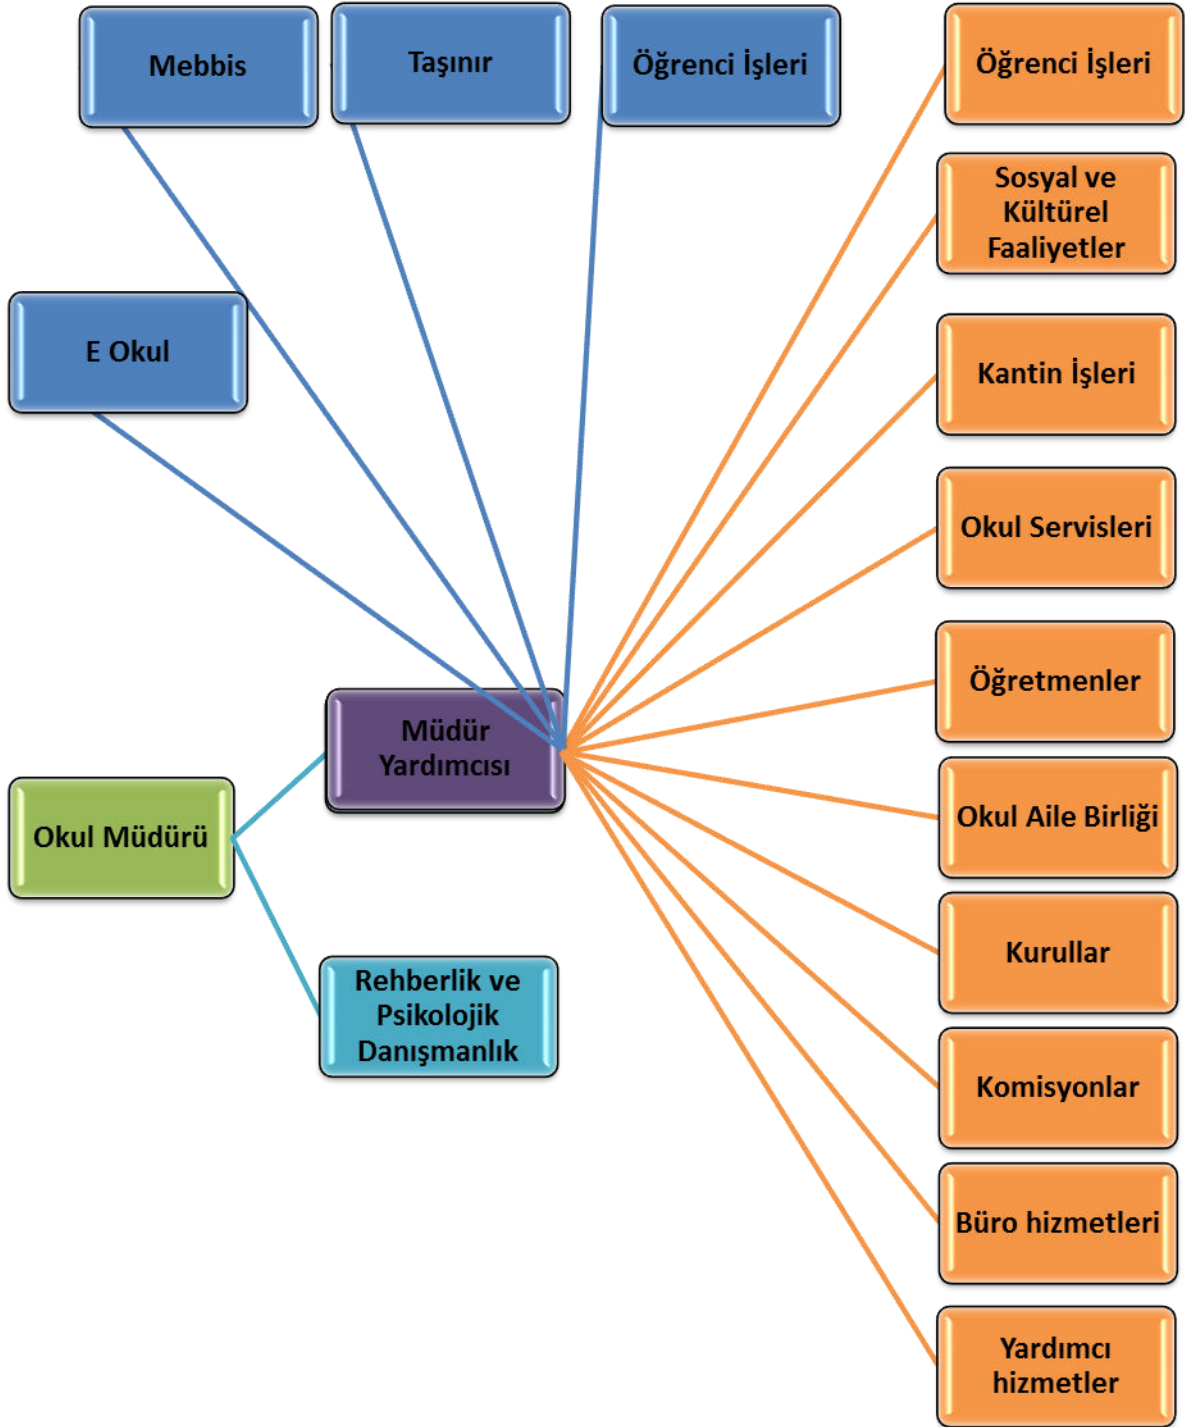 Mebbis
Taşınır
Öğrenci İşleri
Öğrenci İşleri
Sosyal ve
Kültürel
Faaliyetler
E Okul
Kantin İşleri
Okul Servisleri
Öğretmenler
Müdür
Yardımcısı
Okul Müdürü
Okul Aile Birliği
Kurullar
Rehberlik ve
Psikolojik
Danışmanlık
Komisyonlar
Büro hizmetleri
Yardımcı
hizmetler